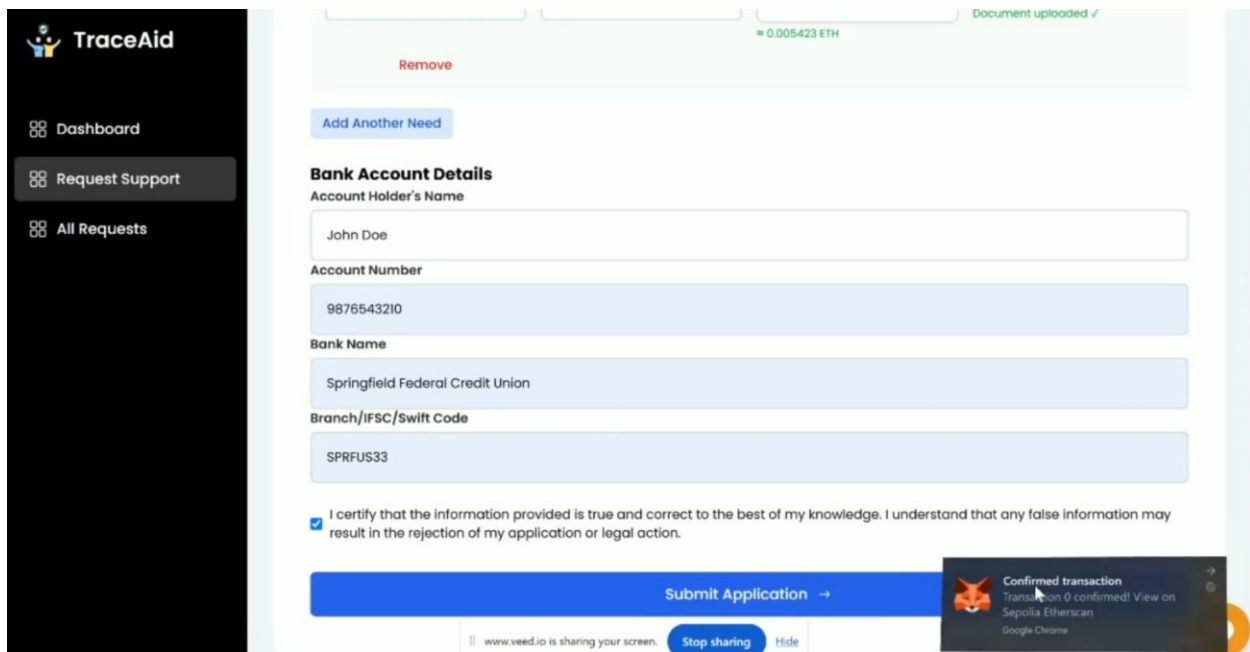 TraceAid
Dashboard
Request Support
All Requests
Document uploaded ✓
≈ 0.005423 ETH
Remove
Add Another Need
Bank Account Details
Account Holder's Name
John Doe
Account Number
9876543210
Bank Name
Springfield Federal Credit Union
Branch/IFSC/Swift Code
SPRFUS33
I certify that the information provided is true and correct to the best of my knowledge. I understand that any false information may
result in the rejection of my application or legal action.
Submit Application →
Confirmed transaction
Transaction 0 confirmed! View on
Sepolia Etherscan
Google Chrome
www.veed.io is sharing your screen.
Stop sharing
Hide